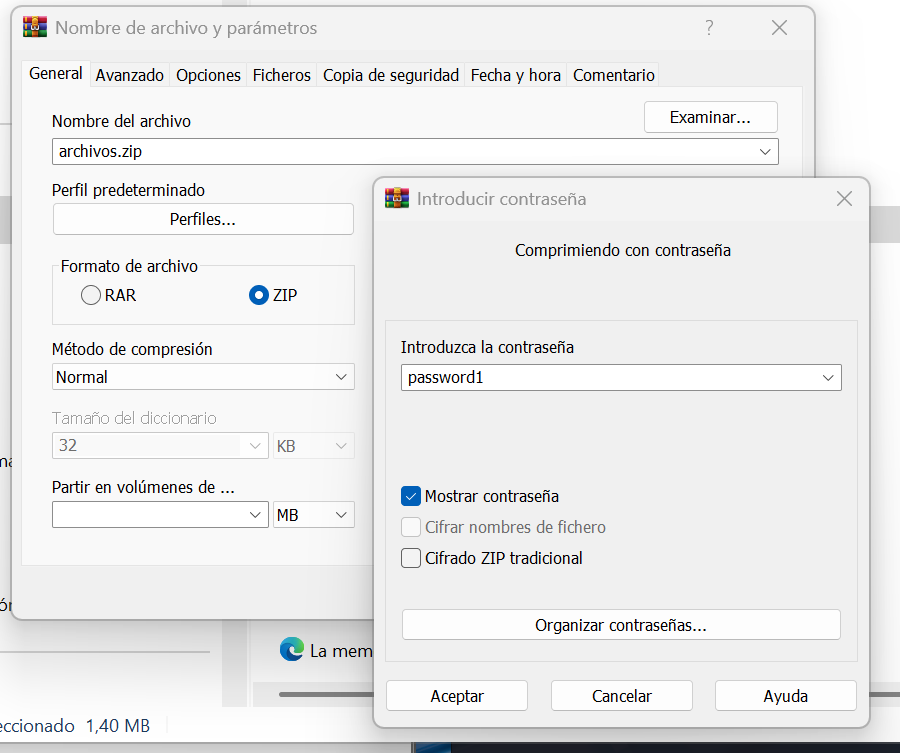 Nombre de archivo y parámetros
General Avanzado Opciones Ficheros Copia de seguridad Fecha y hora Comentario
Nombre del archivo
Examinar...
archivos.zip
Perfil predeterminado
Perfiles...
Formato de archivo
RAR ZIP
Método de compresión
Normal
Tamaño del diccionario
32 KB
Partir en volúmenes de ...
MB
Introducir contraseña
Comprimiendo con contraseña
Introduzca la contraseña
password1
Mostrar contraseña
Cifrar nombres de fichero
Cifrado ZIP tradicional
Organizar contraseñas...
Aceptar Cancelar Ayuda
La mem
eccionado 1,40 MB